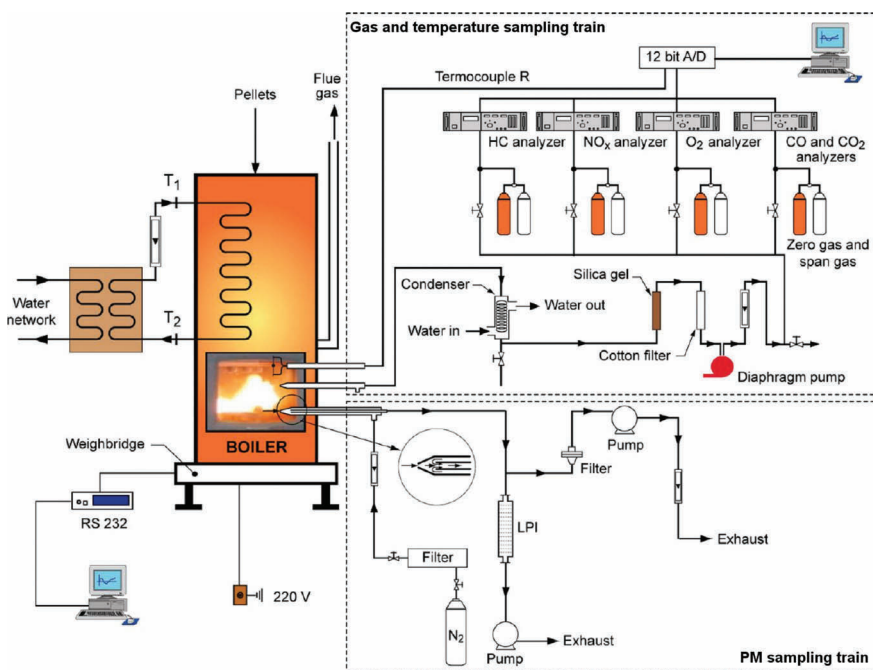 Gas and temperature sampling train
12 bit A/D
Termocouple R
Flue
gas
Pellets
HC analyzer
NOx analyzer
O2 analyzer
CO and CO2
analyzers
T1
Zero gas and
span gas
Water
network
T2
Condenser
Water out
Water in
Silica gel
Cotton filter
Diaphragm pump
BOILER
Weighbridge
RS 232
220 V
Pump
Filter
LPI
Exhaust
Filter
N2
Pump
Exhaust
PM sampling train